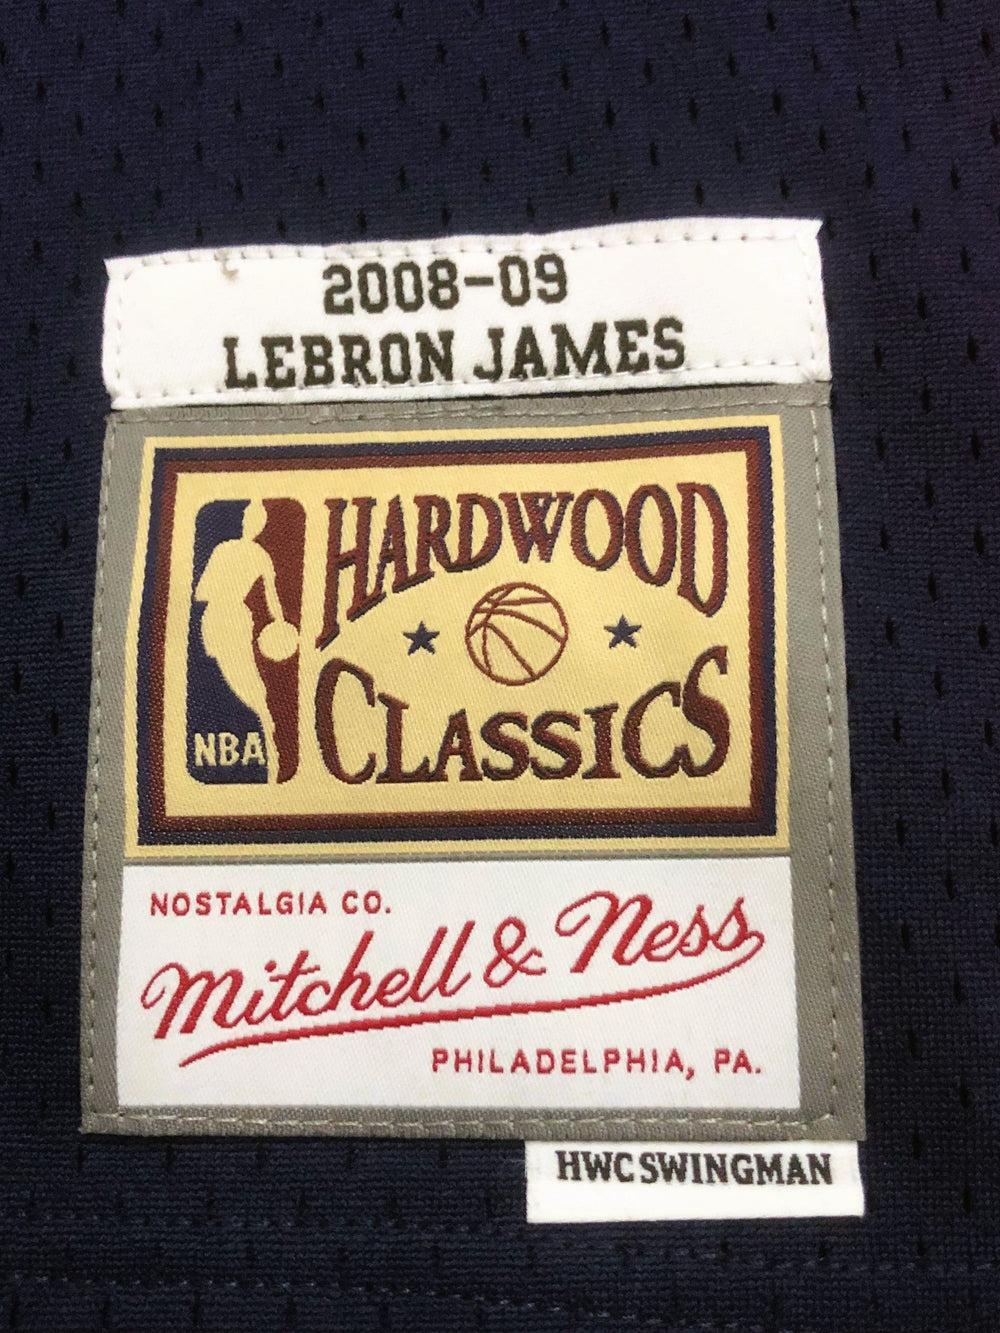 2008-09
LEBRON JAMES
HARDWOOD
CLASSICS
NBA
NOSTALGIA CO.
Mitchell & Ness
PHILADELPHIA, PA.
HWC SWINGMAN